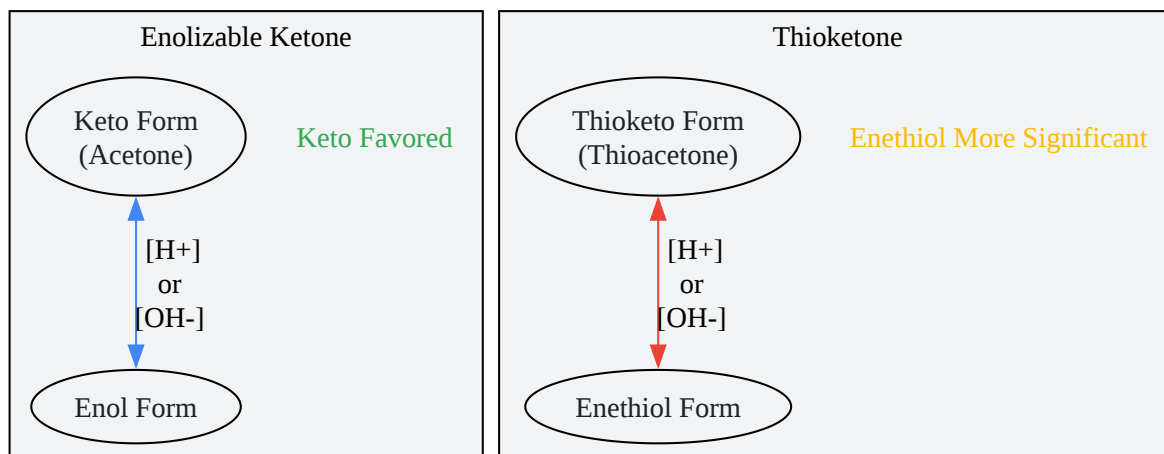 Enolizable Ketone
Keto Form
(Acetone)
Keto Favored
[H+]
or
[OH-]
Enol Form
Thioketone
Thioketo Form
(Thioacetone)
Enethiol More Significant
[H+]
or
[OH-]
Enethiol Form